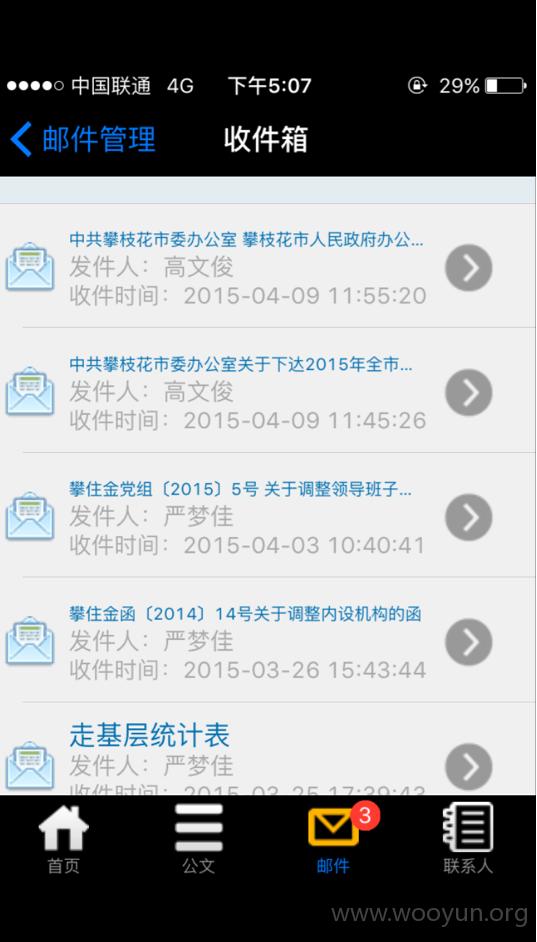 中国联通 4G 下午5:07 29%
邮件管理 收件箱
中共攀枝花市委办公室 攀枝花市人民政府办公...
发件人：高文俊
收件时间：2015-04-09 11:55:20
中共攀枝花市委办公室关于下达2015年全市...
发件人：高文俊
收件时间：2015-04-09 11:45:26
攀住金党组〔2015〕5号 关于调整领导班子...
发件人：严梦佳
收件时间：2015-04-03 10:40:41
攀住金函〔2014〕14号关于调整内设机构的函
发件人：严梦佳
收件时间：2015-03-26 15:43:44
走基层统计表
发件人：严梦佳
收件时间：2015-03-25 17:39:43
3
首页 公文 邮件 联系人
www.wooyun.org